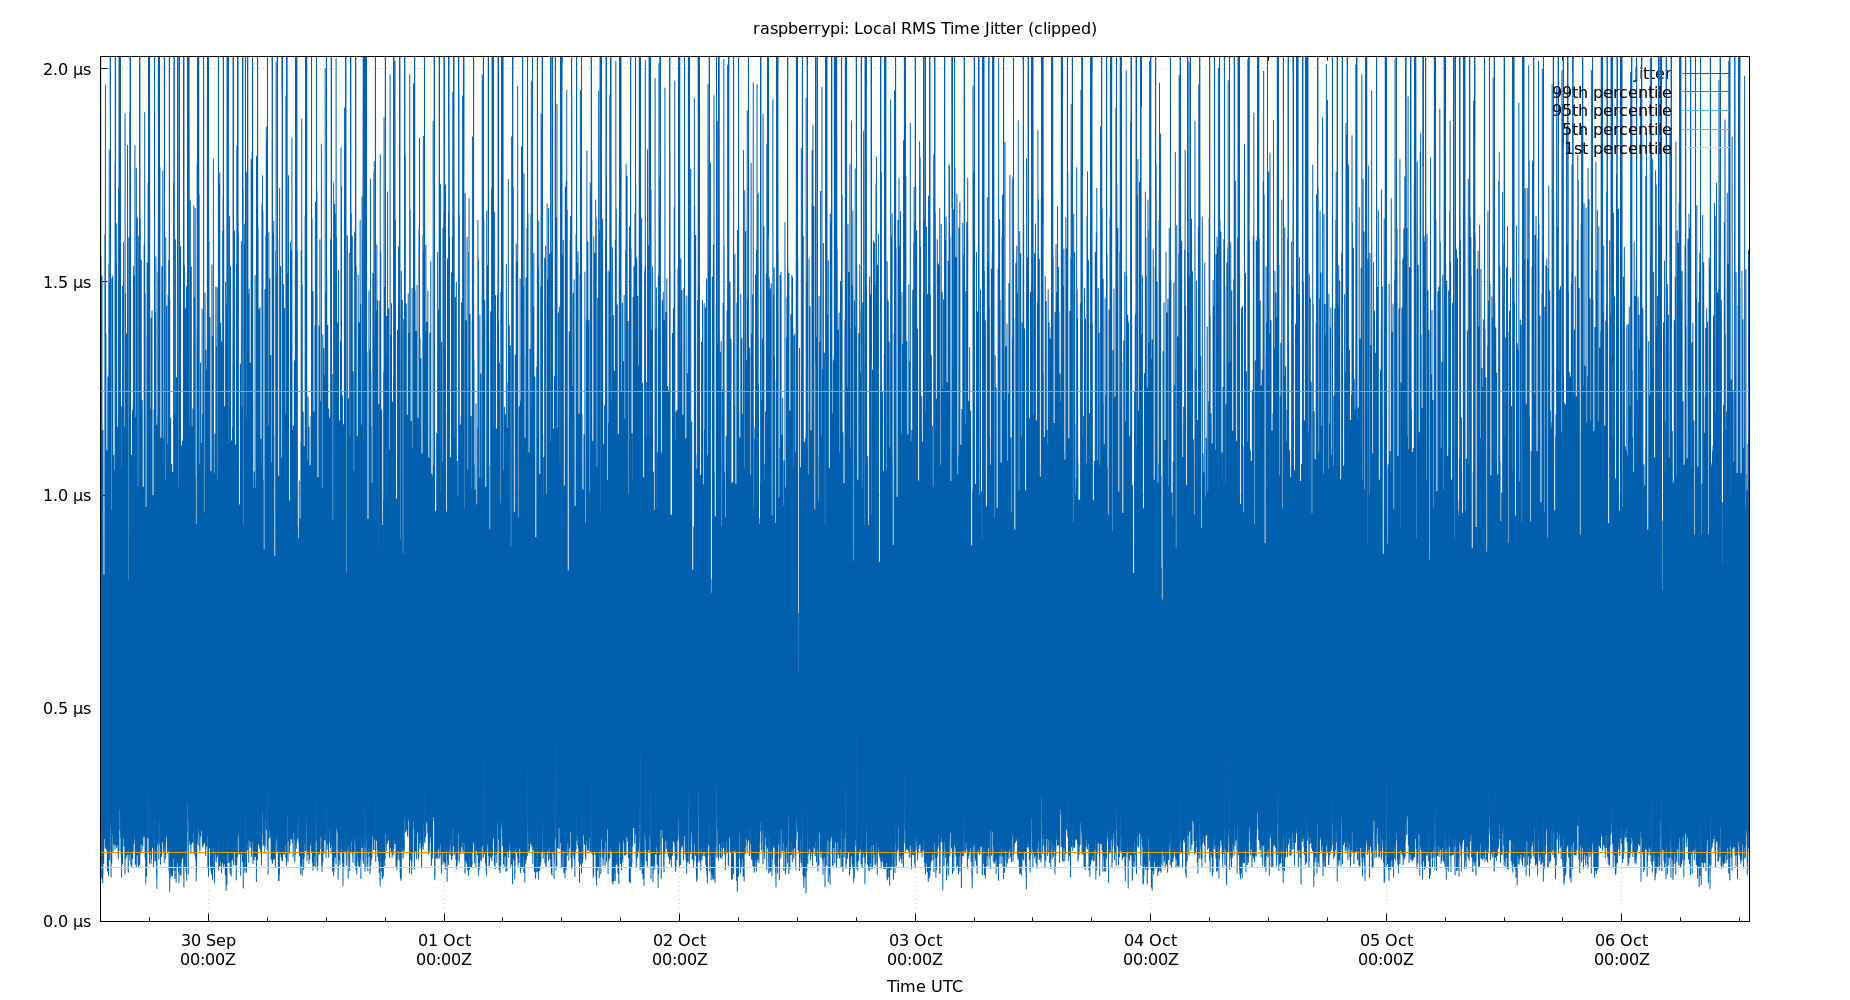 raspberrypi: Local RMS Time Jitter (clipped)
2.0 µs
1.5 µs
1.0 µs
0.5 µs
0.0 µs
Jitter
99th percentile
95th percentile
5th percentile
1st percentile
30 Sep 01 Oct 02 Oct 03 Oct 04 Oct 05 Oct 06 Oct
00:00Z 00:00Z 00:00Z 00:00Z 00:00Z 00:00Z 00:00Z
Time UTC